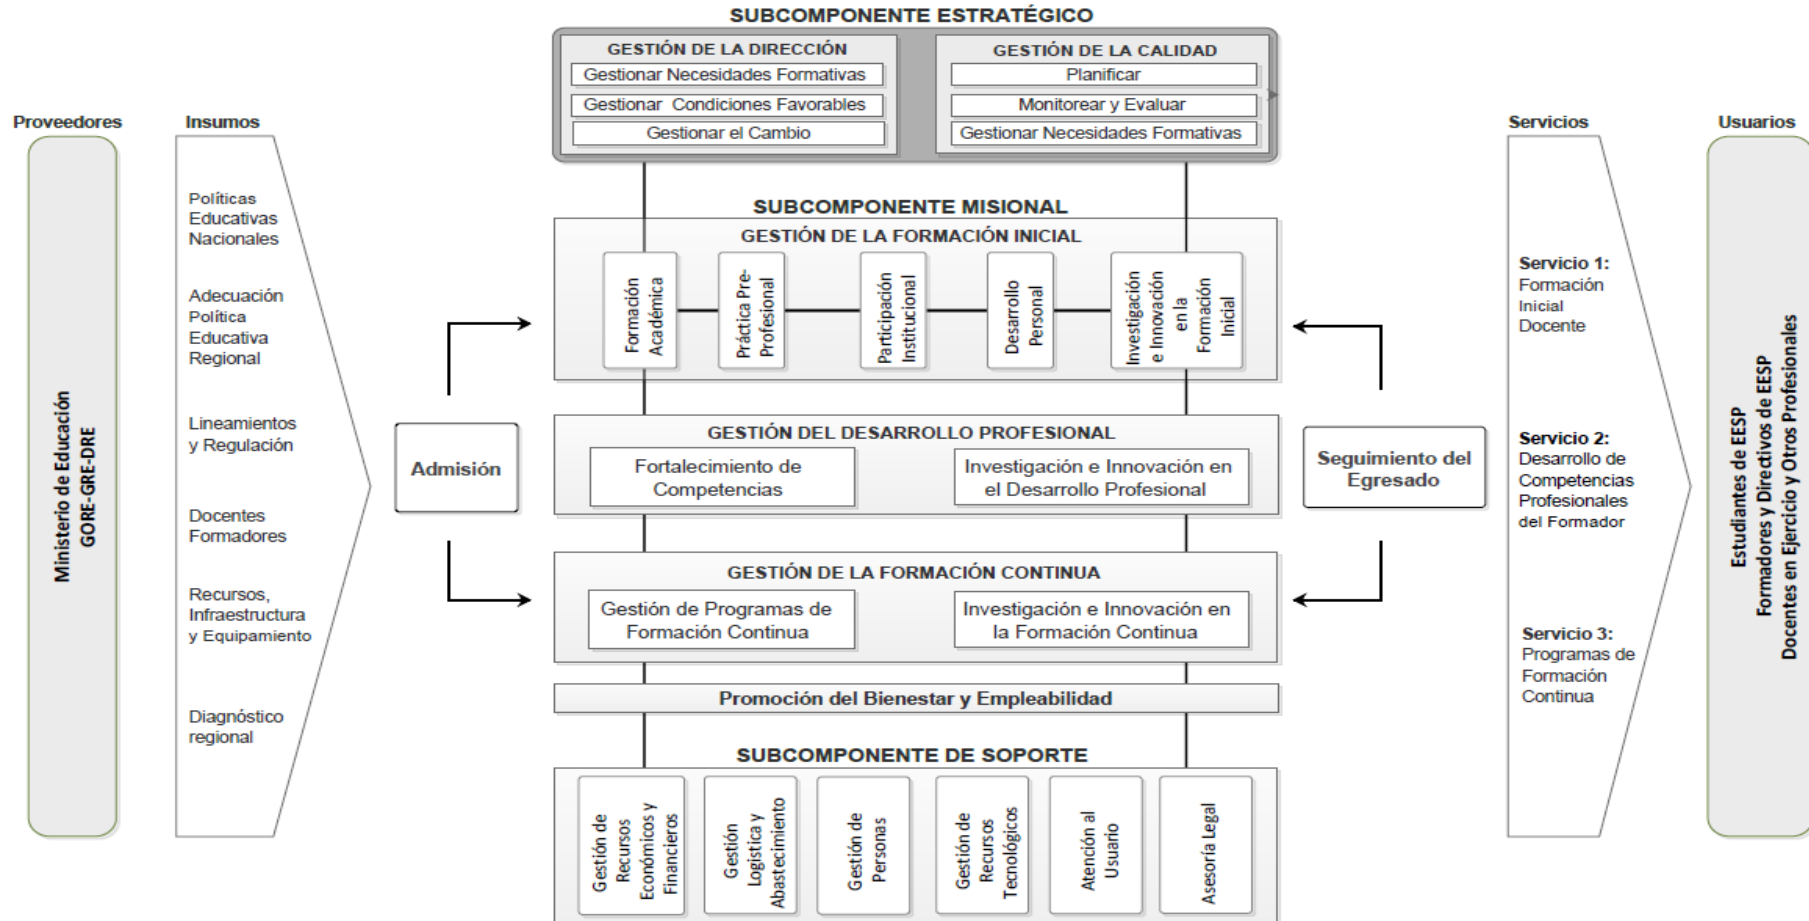 SUBCOMPONENTE ESTRATÉGICO
GESTIÓN DE LA DIRECCIÓN
Gestionar Necesidades Formativas
Gestionar Condiciones Favorables
Gestionar el Cambio
GESTIÓN DE LA CALIDAD
Planificar
Monitorear y Evaluar
Gestionar Necesidades Formativas
Proveedores
Ministerio de Educación
GORE-GRE-DRE
Insumos
Políticas
Educativas
Nacionales
Adecuación
Política
Educativa
Regional
Lineamientos
y Regulación
Docentes
Formadores
Recursos,
Infraestructura
y Equipamiento
Diagnóstico
regional
Admisión
SUBCOMPONENTE MISIONAL
GESTIÓN DE LA FORMACIÓN INICIAL
Formación
Académica
Práctica Pre-
Profesional
Participación
Institucional
Desarrollo
Personal
Investigación
e Innovación
en la
Formación
Inicial
GESTIÓN DEL DESARROLLO PROFESIONAL
Fortalecimiento de
Competencias
Investigación e Innovación en
el Desarrollo Profesional
GESTIÓN DE LA FORMACIÓN CONTINUA
Gestión de Programas de
Formación Continua
Investigación e Innovación en
la Formación Continua
Promoción del Bienestar y Empleabilidad
SUBCOMPONENTE DE SOPORTE
Gestión de
Recursos
Económicos y
Financieros
Gestión
Logística y
Abastecimiento
Gestión de
Personas
Gestión de
Recursos
Tecnológicos
Atención al
Usuario
Asesoría Legal
Seguimiento del
Egresado
Servicios
Servicio 1:
Formación
Inicial
Docente
Servicio 2:
Desarrollo de
Competencias
Profesionales
del Formador
Servicio 3:
Programas de
Formación
Continua
Usuarios
Estudiantes de EESP
Formadores y Directivos de EESP
Docentes en Ejercicio y Otros Profesionales